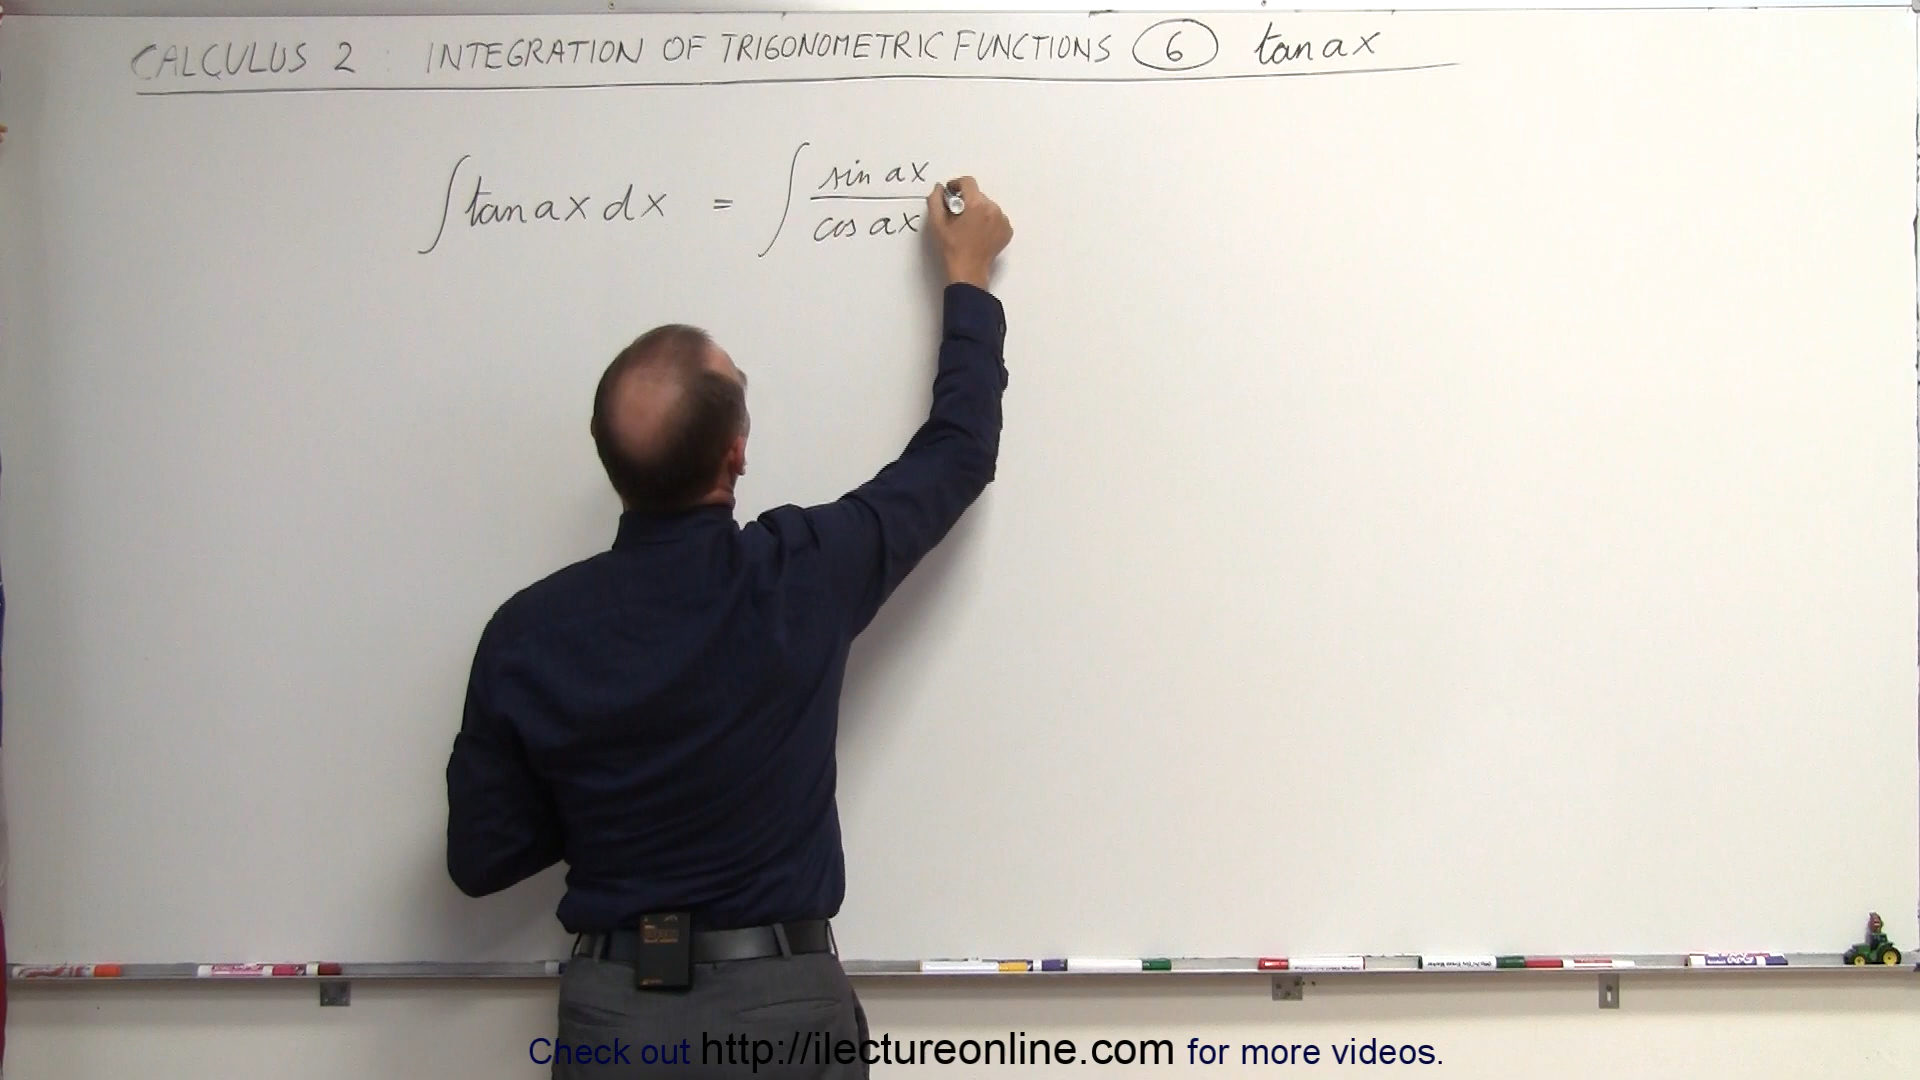 CALCULUS 2 : INTEGRATION OF TRIGONOMETRIC FUNCTIONS 6 tan ax
∫ tan ax dx = ∫ sin ax / cos ax
Check out http://ilectureonline.com for more videos.